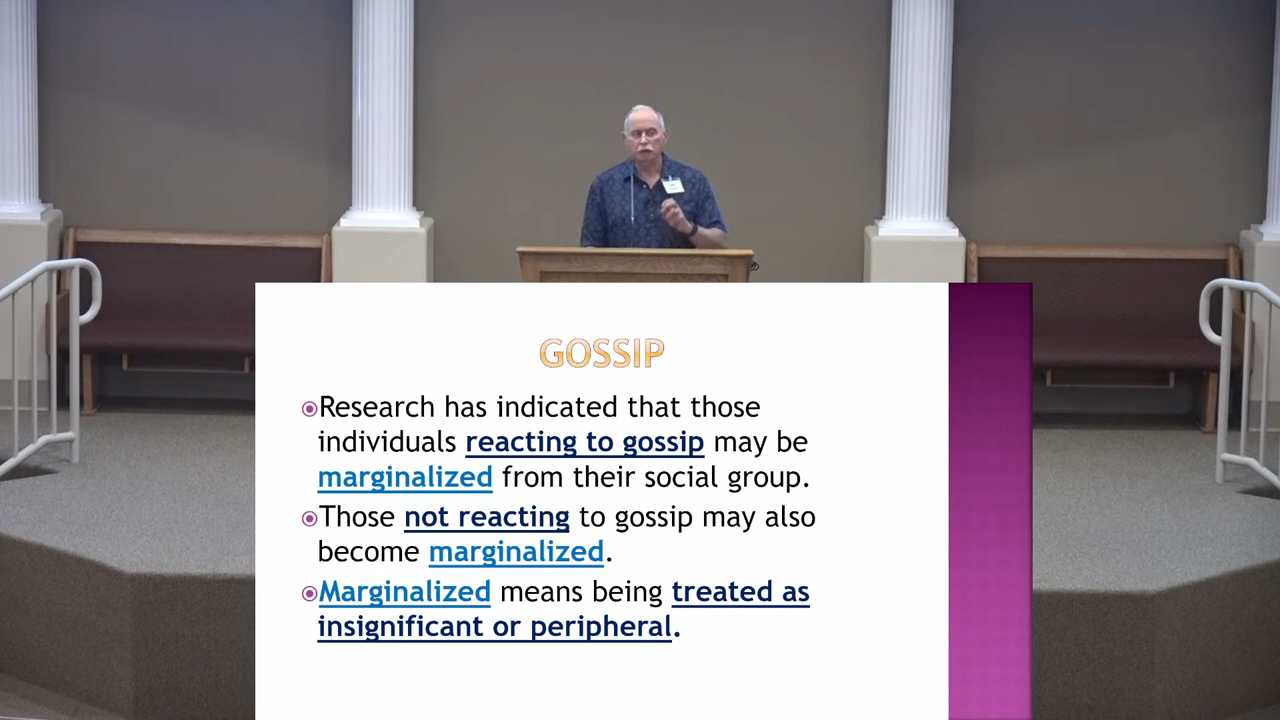 GOSSIP
Research has indicated that those
individuals reacting to gossip may be
marginalized from their social group.
Those not reacting to gossip may also
become marginalized.
Marginalized means being treated as
insignificant or peripheral.